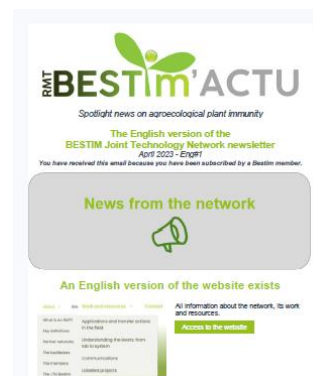 RMT BESTIM'ACTU
Spotlight news on agroecological plant immunity
The English version of the
BESTIM Joint Technology Network newsletter
April 2023 - Eng#1
You have received this email because you have been subscribed by a Bestim member.
News from the network
An English version of the website exists
All information about the network, its work
and resources.
Access to the website
What is an RMT?
Key definitions
Partner networks
The facilitators
The members
Applications and transfer actions
in the field
Understanding the levers: from
lab to system
Communications
Labelled projects